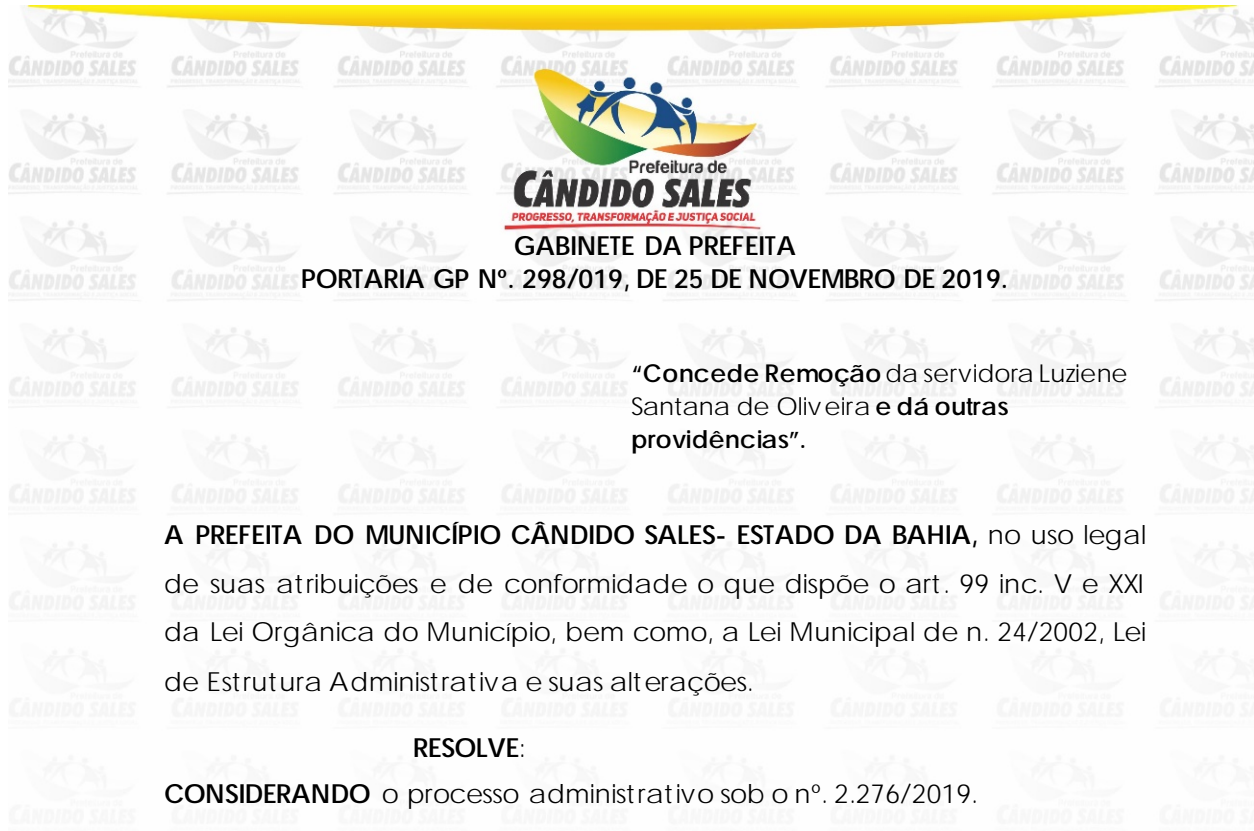 Prefeitura de
CÂNDIDO SALES
PROGRESSO, TRANSFORMAÇÃO E JUSTIÇA SOCIAL
GABINETE DA PREFEITA
PORTARIA GP Nº. 298/019, DE 25 DE NOVEMBRO DE 2019.
“Concede Remoção da servidora Luziene
Santana de Oliveira e dá outras
providências”.
A PREFEITA DO MUNICÍPIO CÂNDIDO SALES- ESTADO DA BAHIA, no uso legal
de suas atribuições e de conformidade o que dispõe o art. 99 inc. V e XXI
da Lei Orgânica do Município, bem como, a Lei Municipal de n. 24/2002, Lei
de Estrutura Administrativa e suas alterações.
RESOLVE:
CONSIDERANDO o processo administrativo sob o nº. 2.276/2019.